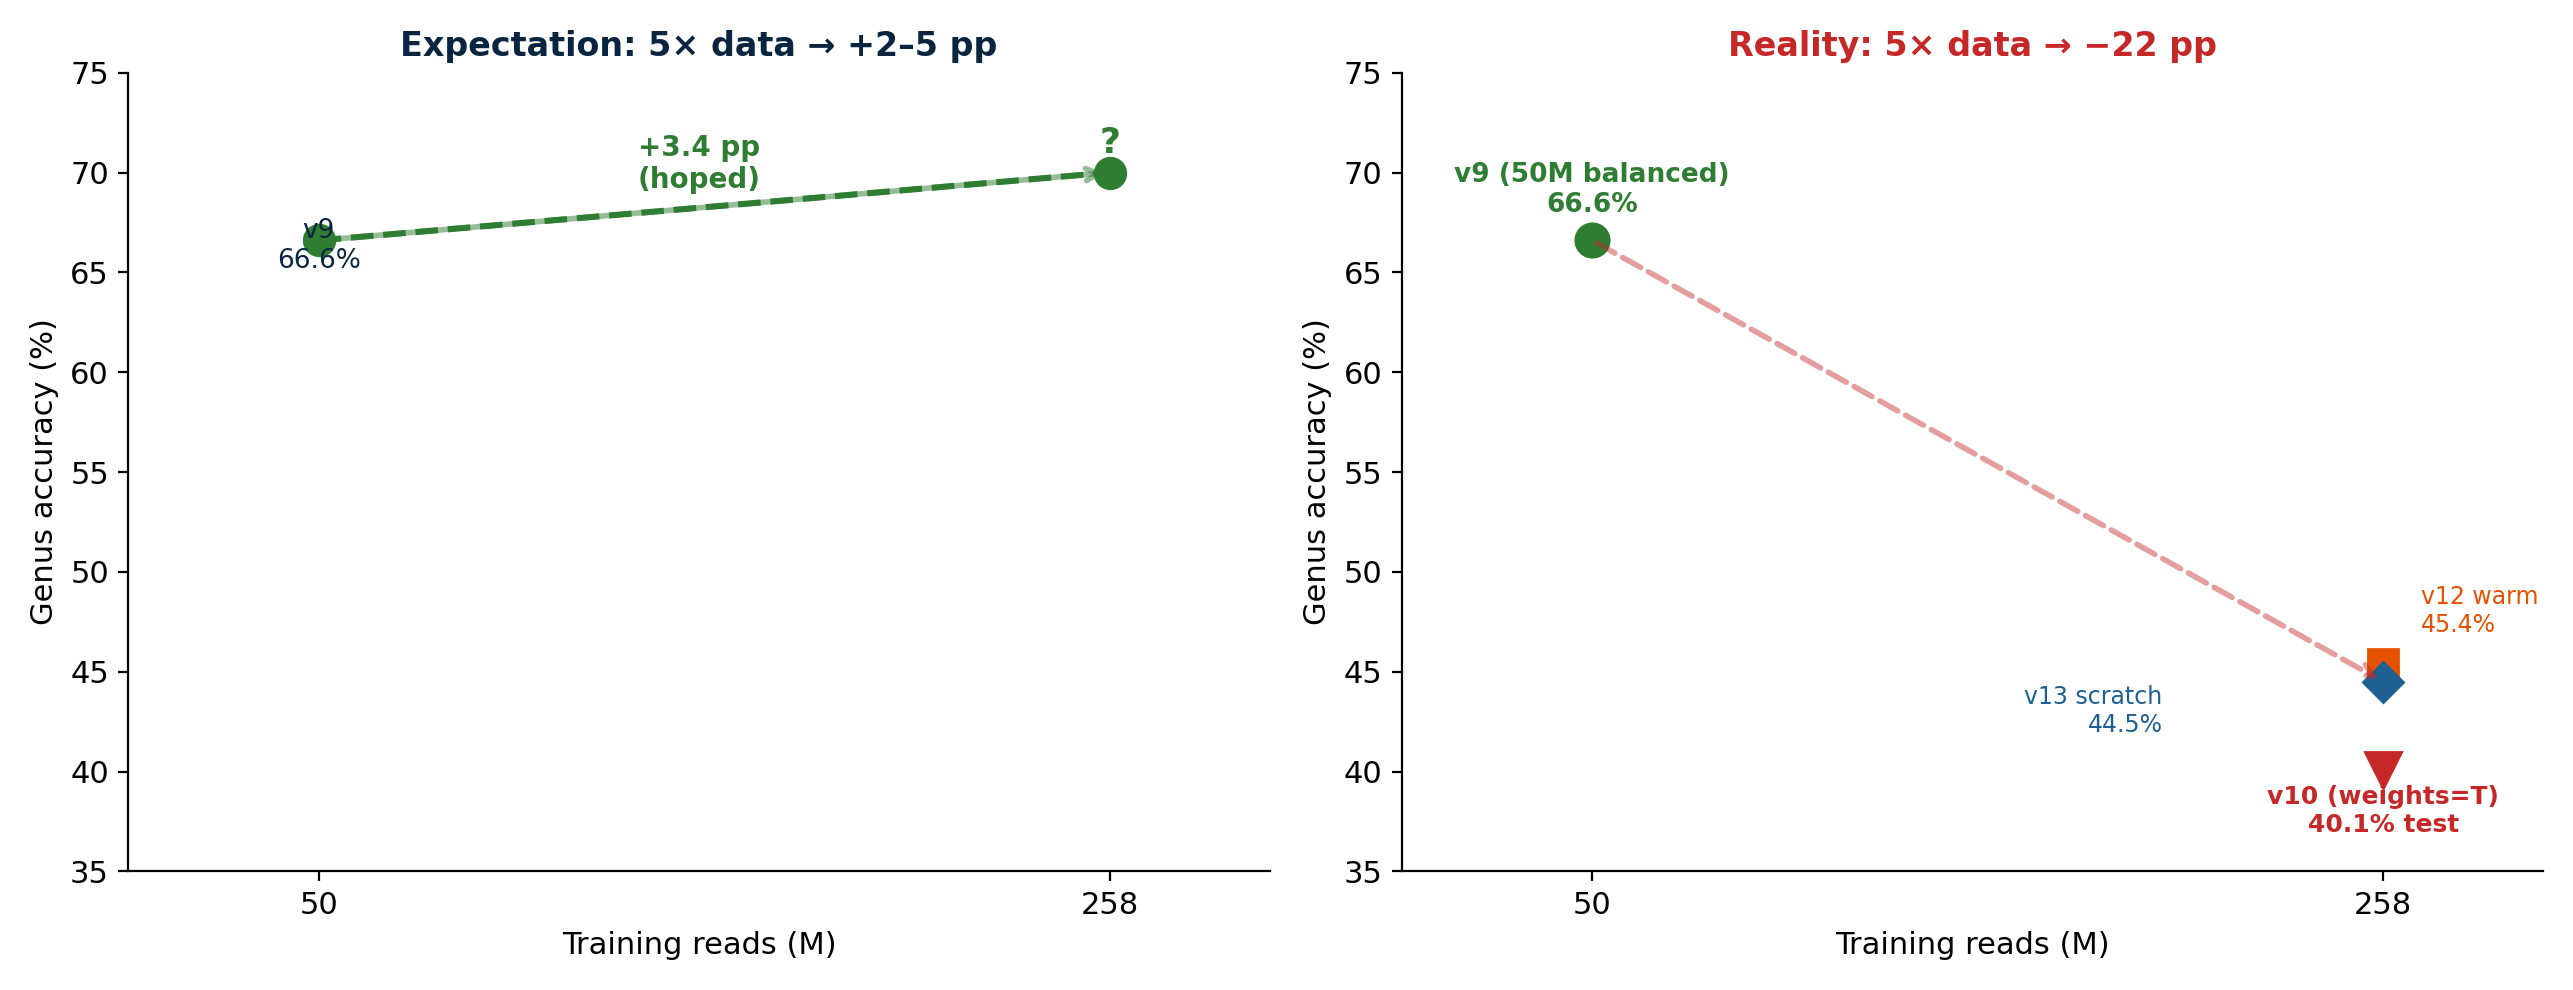 Expectation: 5× data → +2–5 pp
Genus accuracy (%)
75
70
65
60
55
50
45
40
35
+3.4 pp
(hoped)
?
v9
66.6%
50
258
Training reads (M)
Reality: 5× data → −22 pp
Genus accuracy (%)
75
70
65
60
55
50
45
40
35
v9 (50M balanced)
66.6%
v12 warm
45.4%
v13 scratch
44.5%
v10 (weights=T)
40.1% test
50
258
Training reads (M)